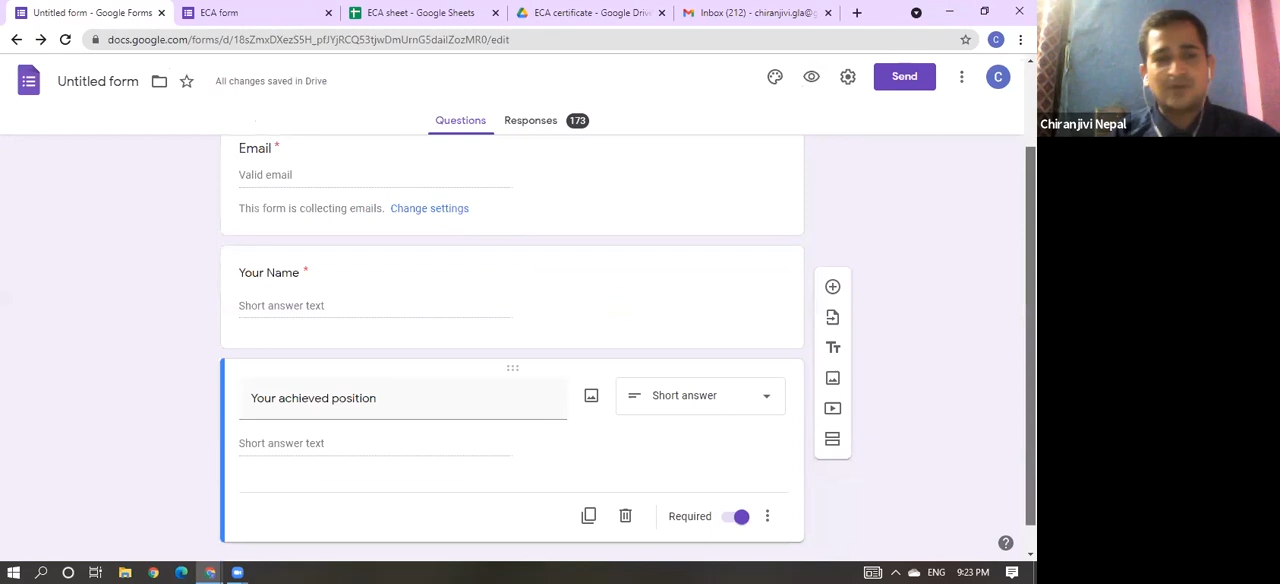 Untitled form - Google Forms
ECA form
ECA sheet - Google Sheets
ECA certificate - Google Drive
Inbox (212) - chiranjivi.gla@g
docs.google.com/forms/d/18sZmxDXezS5H_pfJYjRCQ53tjwDmUrnG5dailZozMR0/edit
C
Untitled form
All changes saved in Drive
Send
C
Questions
Responses 173
Email *
Valid email
This form is collecting emails. Change settings
Your Name *
Short answer text
Your achieved position
Short answer
Short answer text
Required
Chiranjivi Nepal
ENG
9:23 PM